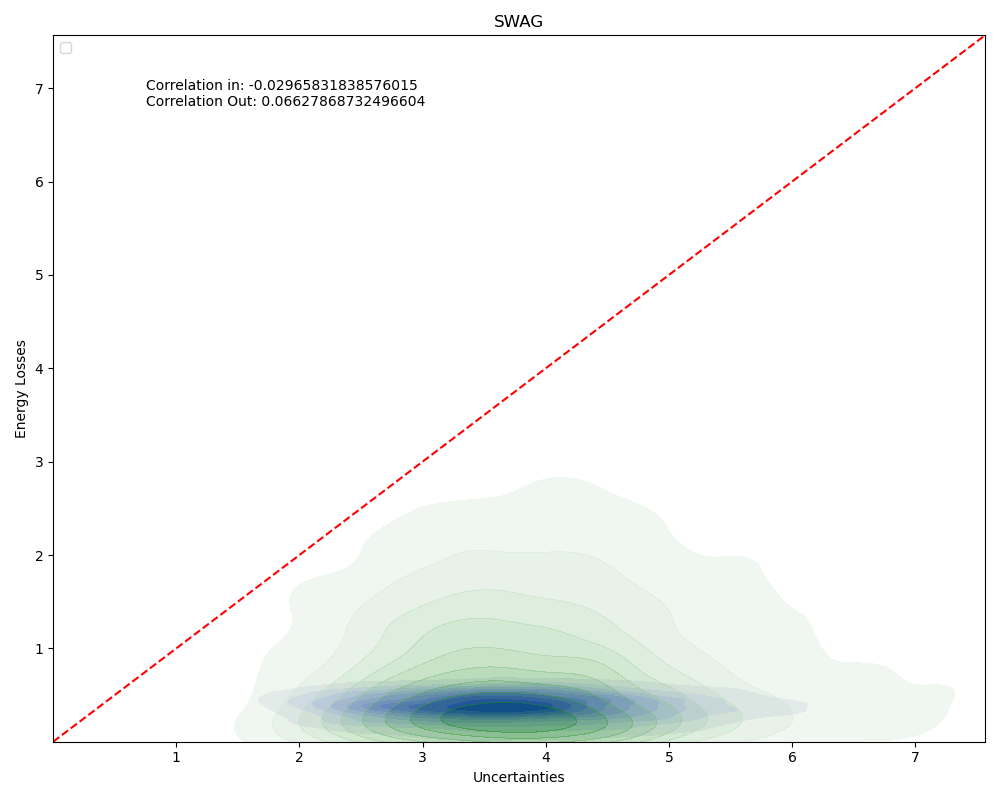 SWAG
Correlation in: -0.02965831838576015
Correlation Out: 0.06627868732496604
7
6
5
4
3
2
1
Energy Losses
1 2 3 4 5 6 7
Uncertainties